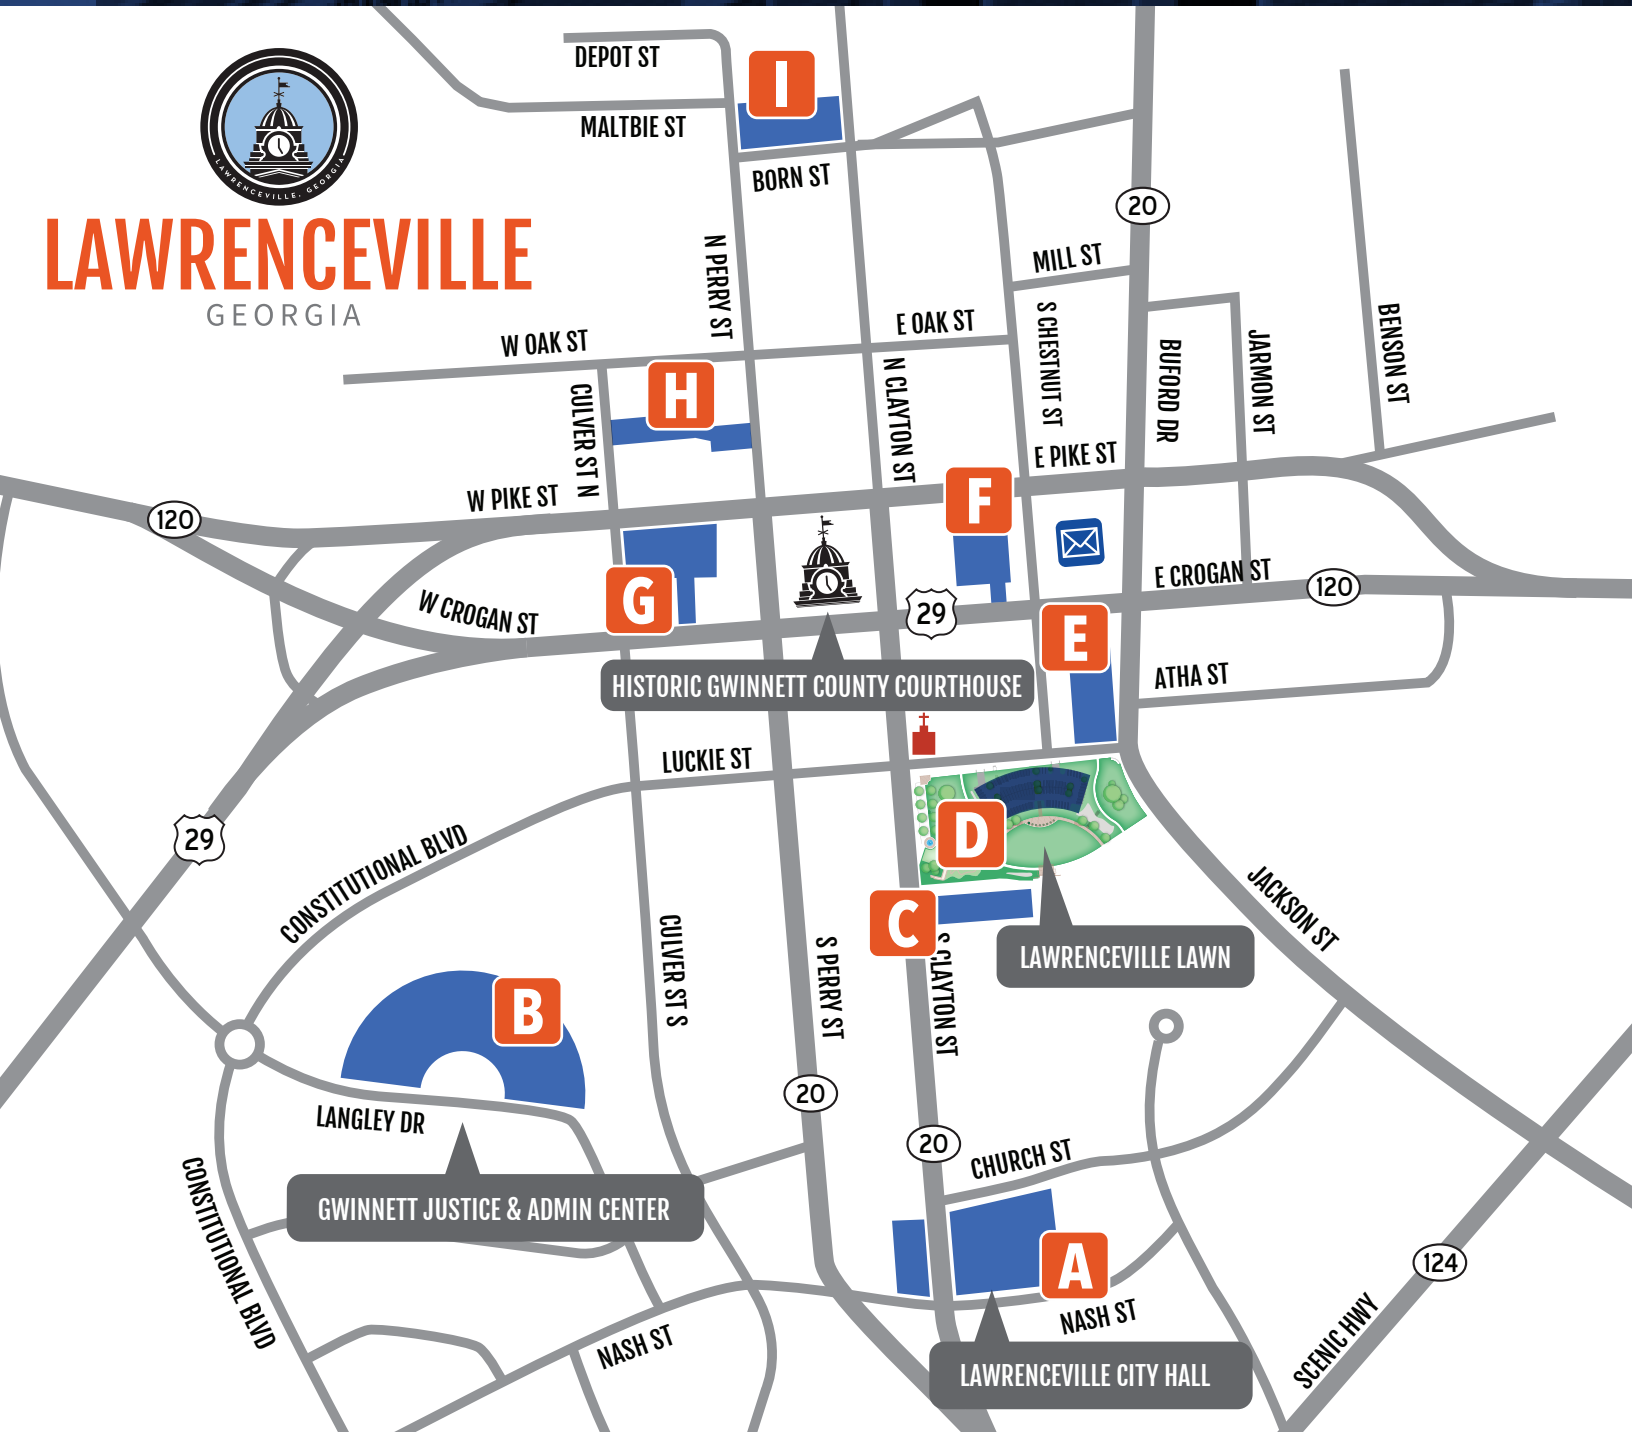 DEPOT ST
I
MALTBIE ST
BORN ST
LAWRENCEVILLE, GEORGIA
LAWRENCEVILLE
GEORGIA
20
N PERRY ST
MILL ST
W OAK ST
E OAK ST
S CHESTNUT ST
BUFORD DR
JARMON ST
BENSON ST
H
CULVER ST N
N CLAYTON ST
E PIKE ST
W PIKE ST
F
120
G
W CROGAN ST
29
E CROGAN ST
120
E
HISTORIC GWINNETT COUNTY COURTHOUSE
ATHA ST
LUCKIE ST
29
D
CONSTITUTIONAL BLVD
C
JACKSON ST
CULVER ST S
S PERRY ST
S CLAYTON ST
LAWRENCEVILLE LAWN
B
LANGLEY DR
20
20
CHURCH ST
GWINNETT JUSTICE & ADMIN CENTER
CONSTITUTIONAL BLVD
A
124
NASH ST
NASH ST
SCENIC HWY
LAWRENCEVILLE CITY HALL